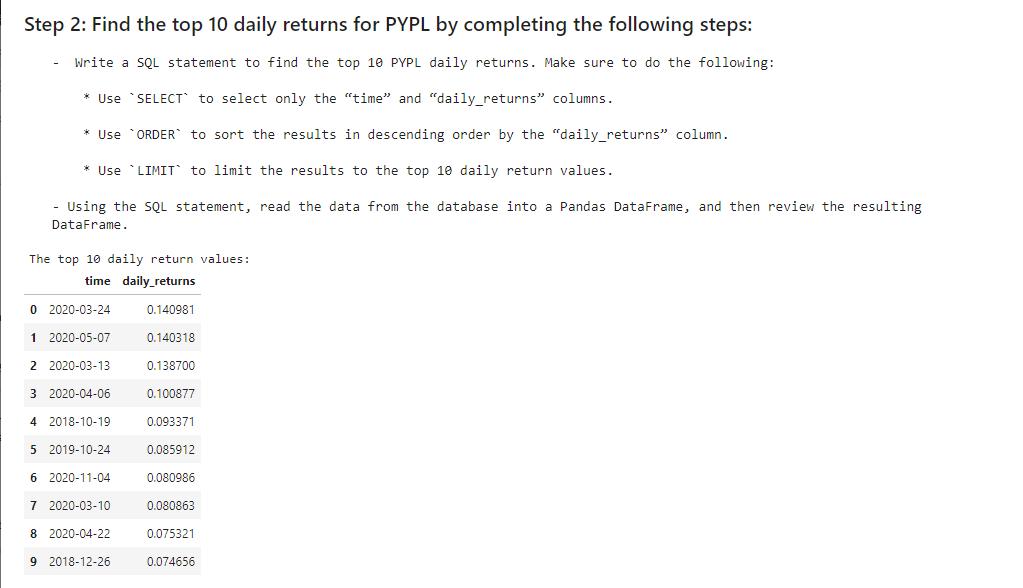 Step 2: Find the top 10 daily returns for PYPL by completing the following steps:
- Write a SQL statement to find the top 10 PYPL daily returns. Make sure to do the following:
* Use `SELECT` to select only the “time” and “daily_returns” columns.
* Use `ORDER` to sort the results in descending order by the “daily_returns” column.
* Use `LIMIT` to limit the results to the top 10 daily return values.
- Using the SQL statement, read the data from the database into a Pandas DataFrame, and then review the resulting
DataFrame.
The top 10 daily return values:
time daily_returns
0 2020-03-24 0.140981
1 2020-05-07 0.140318
2 2020-03-13 0.138700
3 2020-04-06 0.100877
4 2018-10-19 0.093371
5 2019-10-24 0.085912
6 2020-11-04 0.080986
7 2020-03-10 0.080863
8 2020-04-22 0.075321
9 2018-12-26 0.074656